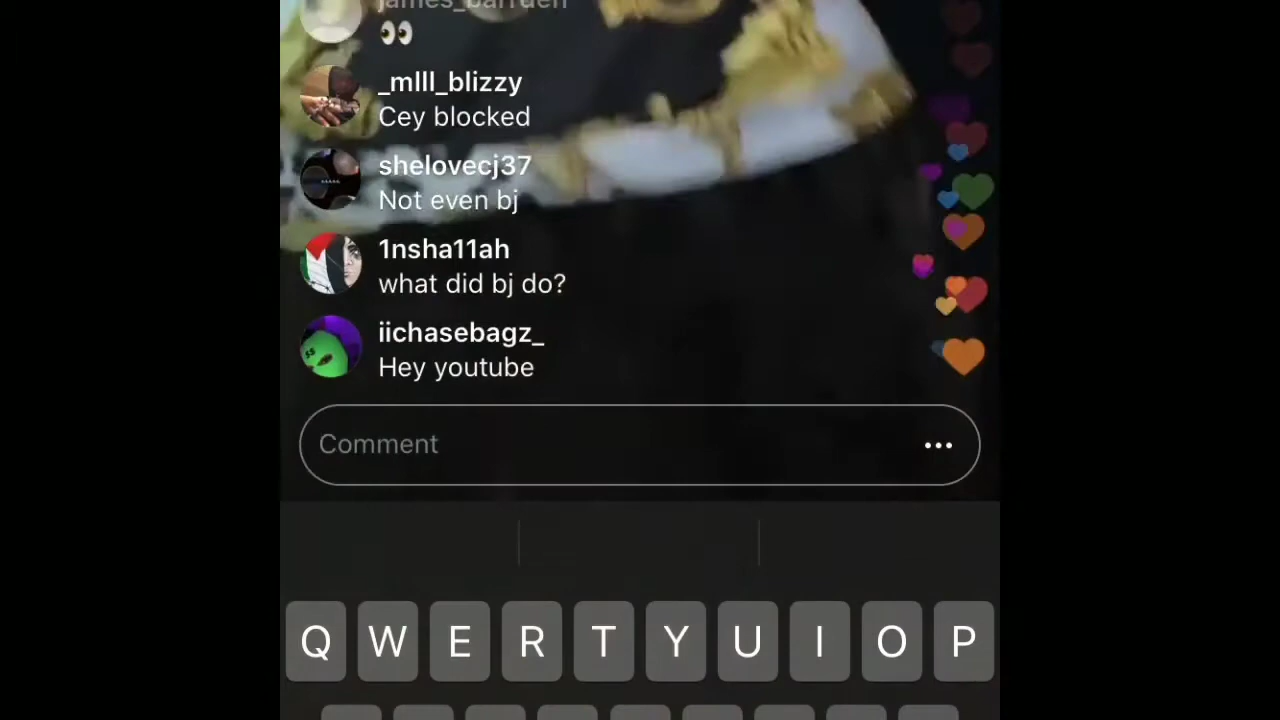 _mlll_blizzy
Cey blocked
shelovecj37
Not even bj
1nsha11ah
what did bj do?
iichasebagz_
Hey youtube
Comment
Q W E R T Y U I O P